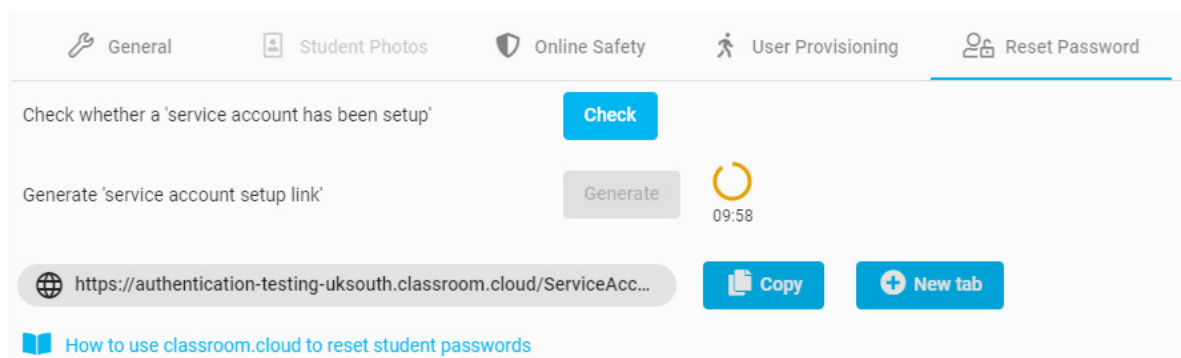 General Student Photos Online Safety User Provisioning Reset Password
Check whether a 'service account has been setup' Check
Generate 'service account setup link' Generate
09:58
https://authentication-testing-uksouth.classroom.cloud/ServiceAcc... Copy New tab
How to use classroom.cloud to reset student passwords